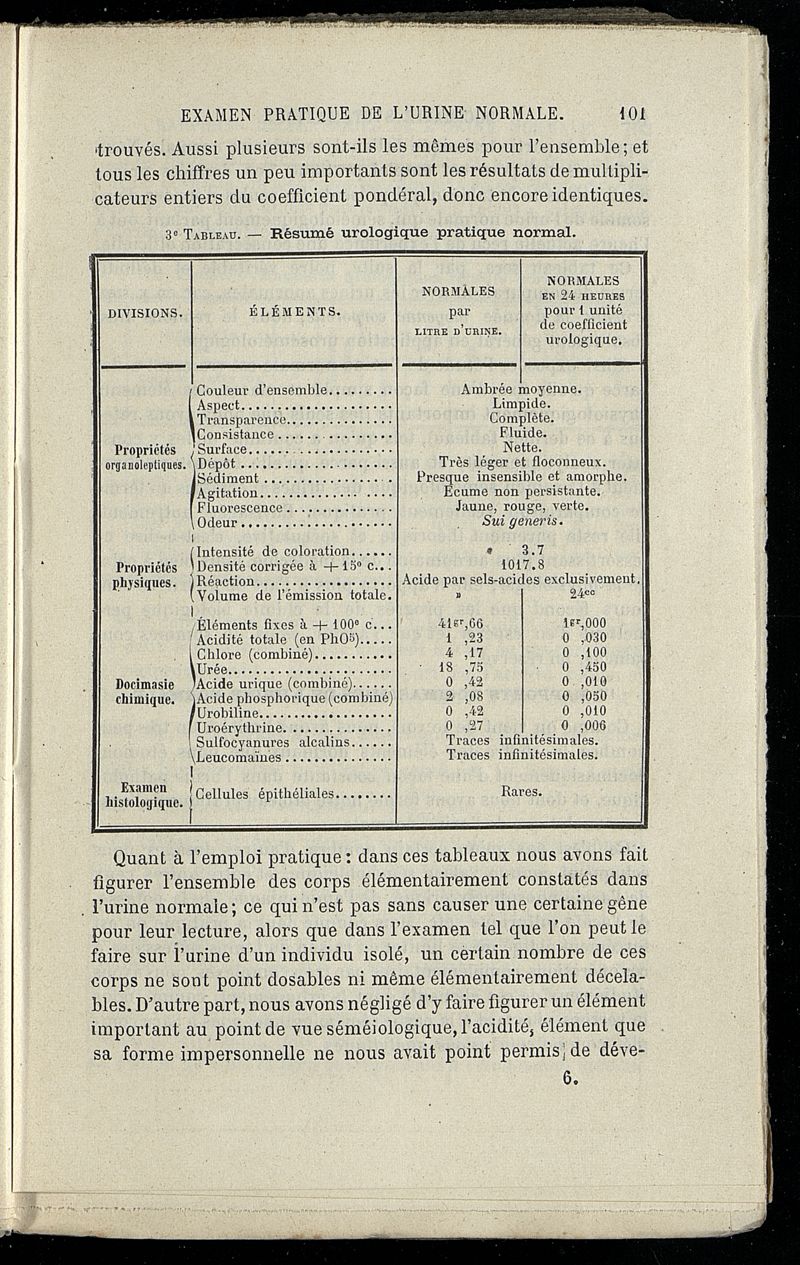 EXAMEN PRATIQUE DE L'URINE NORMALE. 101
trouvés. Aussi plusieurs sont-ils les mêmes pour l'ensemble; et
tous les chiffres un peu importants sont les résultats de multipli-
cateurs entiers du coefficient pondéral, donc encore identiques.
3e TABLEAU. — Résumé urologique pratique normal.
DIVISIONS.
ÉLÉMENTS.
NORMALES
par
LITRE D'URINE.
NORMALES
EN 24 HEURES
pour 1 unité
de coefficient
urologique.
Propriétés
organoleptiques.
Couleur d'ensemble......... Ambrée moyenne.
Aspect..................... Limpide.
Transparence............... Complète.
Consistance................ Fluide.
Surface.................... Nette.
Dépôt...................... Très léger et floconneux.
Sédiment................... Presque insensible et amorphe.
Agitation.................. Écume non persistante.
Fluorescence............... Jaune, rouge, verte.
Odeur...................... Sui generis.
Propriétés
physiques.
Intensité de coloration...... 3.7
Densité corrigée à + 15° c... 1017.8
Réaction................... Acide par sels-acides exclusivement.
Volume de l'émission totale. » 24cc
Docimasie
chimique.
Éléments fixes à + 100° c... 41gr,66 1gr,000
Acidité totale (en PhO5)..... 1 ,23 0 ,030
Chlore (combiné)........... 4 ,17 0 ,100
Urée....................... 18 ,75 0 ,450
Acide urique (combiné)...... 0 ,42 0 ,010
Acide phosphorique (combiné) 2 ,08 0 ,050
Urobiline.................. 0 ,42 0 ,010
Uroérythrine............... 0 ,27 0 ,006
Sulfocyanures alcalins...... Traces infinitésimales.
Leucomaïnes............... Traces infinitésimales.
Examen
histologique.
Cellules épithéliales........ Rares.
Quant à l'emploi pratique : dans ces tableaux nous avons fait
figurer l'ensemble des corps élémentairement constatés dans
l'urine normale; ce qui n'est pas sans causer une certaine gêne
pour leur lecture, alors que dans l'examen tel que l'on peut le
faire sur l'urine d'un individu isolé, un certain nombre de ces
corps ne sont point dosables ni même élémentairement décela-
bles. D'autre part, nous avons négligé d'y faire figurer un élément
important au point de vue séméiologique, l'acidité, élément que
sa forme impersonnelle ne nous avait point permis de déve-
6.